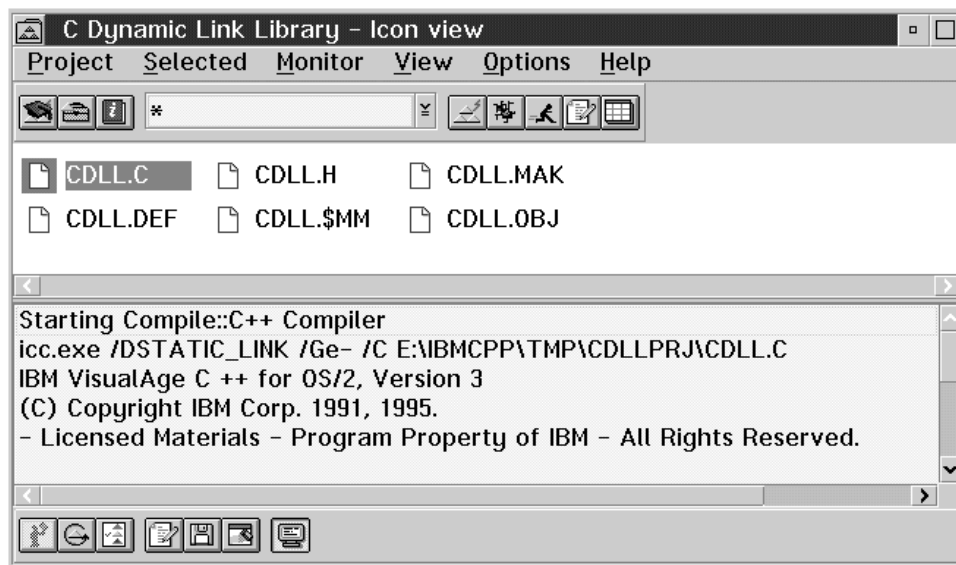 C Dynamic Link Library – Icon view
Project Selected Monitor View Options Help
*
CDLL.C CDLL.H CDLL.MAK
CDLL.DEF CDLL.$MM CDLL.OBJ
Starting Compile::C++ Compiler
icc.exe /DSTATIC_LINK /Ge- /C E:\IBMCPP\TMP\CDLLPRJ\CDLL.C
IBM VisualAge C ++ for OS/2, Version 3
(C) Copyright IBM Corp. 1991, 1995.
- Licensed Materials - Program Property of IBM - All Rights Reserved.